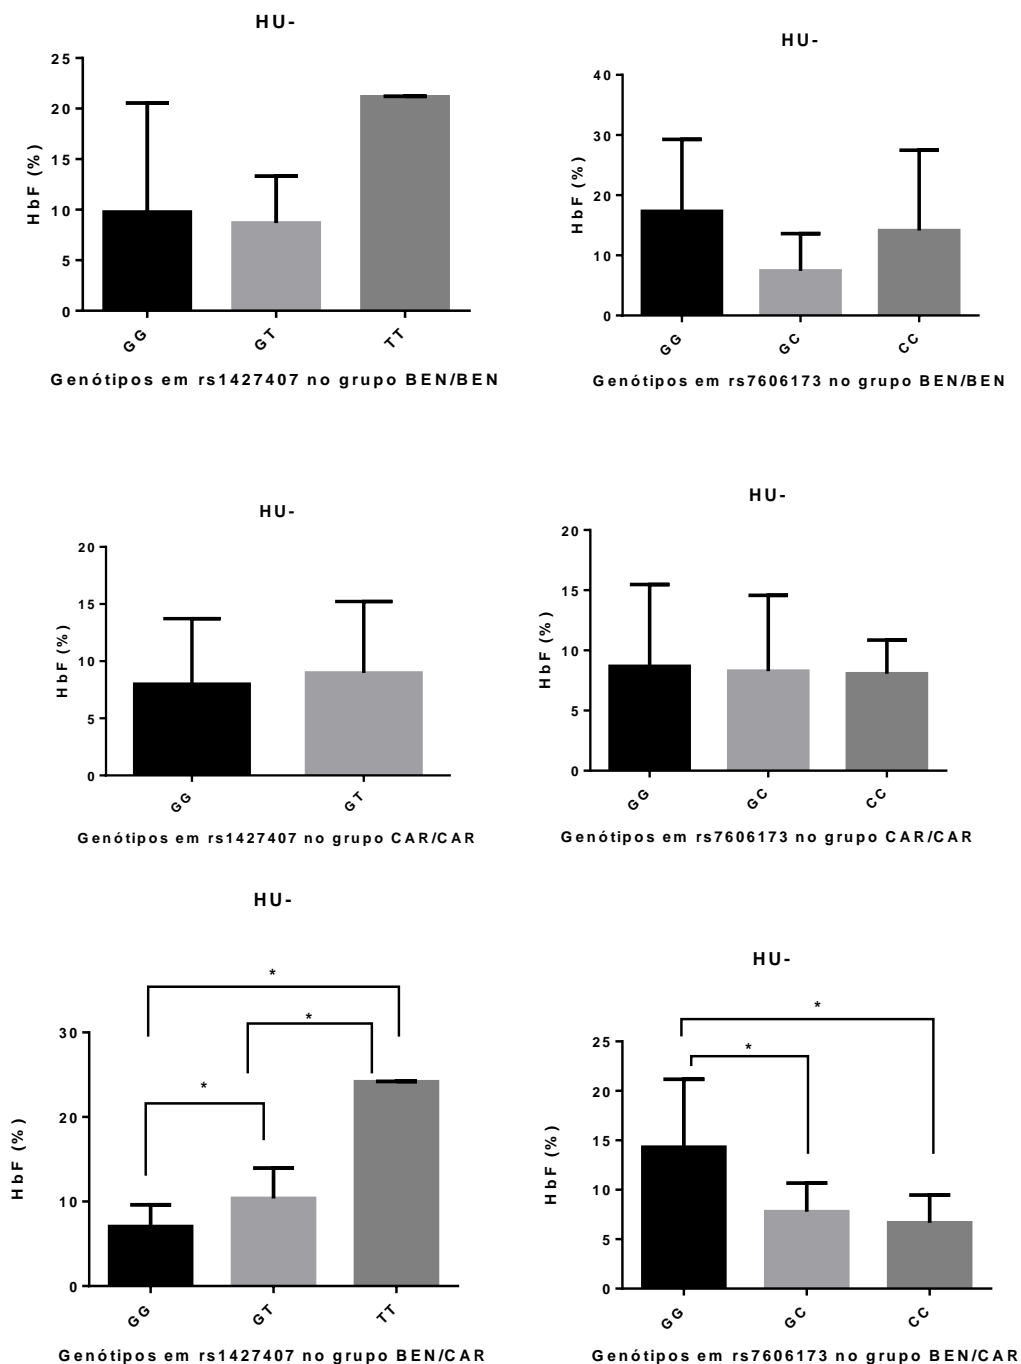 HU-
25
20
15
10
5
0
HbF (%)
GG GT TT
Genótipos em rs1427407 no grupo BEN/BEN
HU-
40
30
20
10
0
HbF (%)
GG GC CC
Genótipos em rs7606173 no grupo BEN/BEN
HU-
20
15
10
5
0
HbF (%)
GG GT
Genótipos em rs1427407 no grupo CAR/CAR
HU-
20
15
10
5
0
HbF (%)
GG GC CC
Genótipos em rs7606173 no grupo CAR/CAR
HU-
*
*
*
30
20
10
0
HbF (%)
GG GT TT
Genótipos em rs1427407 no grupo BEN/CAR
HU-
*
*
25
20
15
10
5
0
HbF (%)
GG GC CC
Genótipos em rs7606173 no grupo BEN/CAR